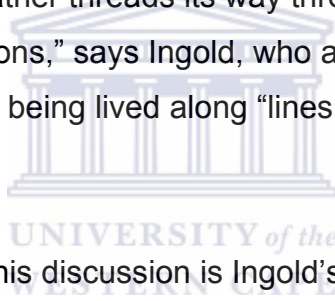 ather threads its way thr
ons,” says Ingold, who a
being lived along “lines
UNIVERSITY of the
his discussion is Ingold’s
WESTERN CAPE